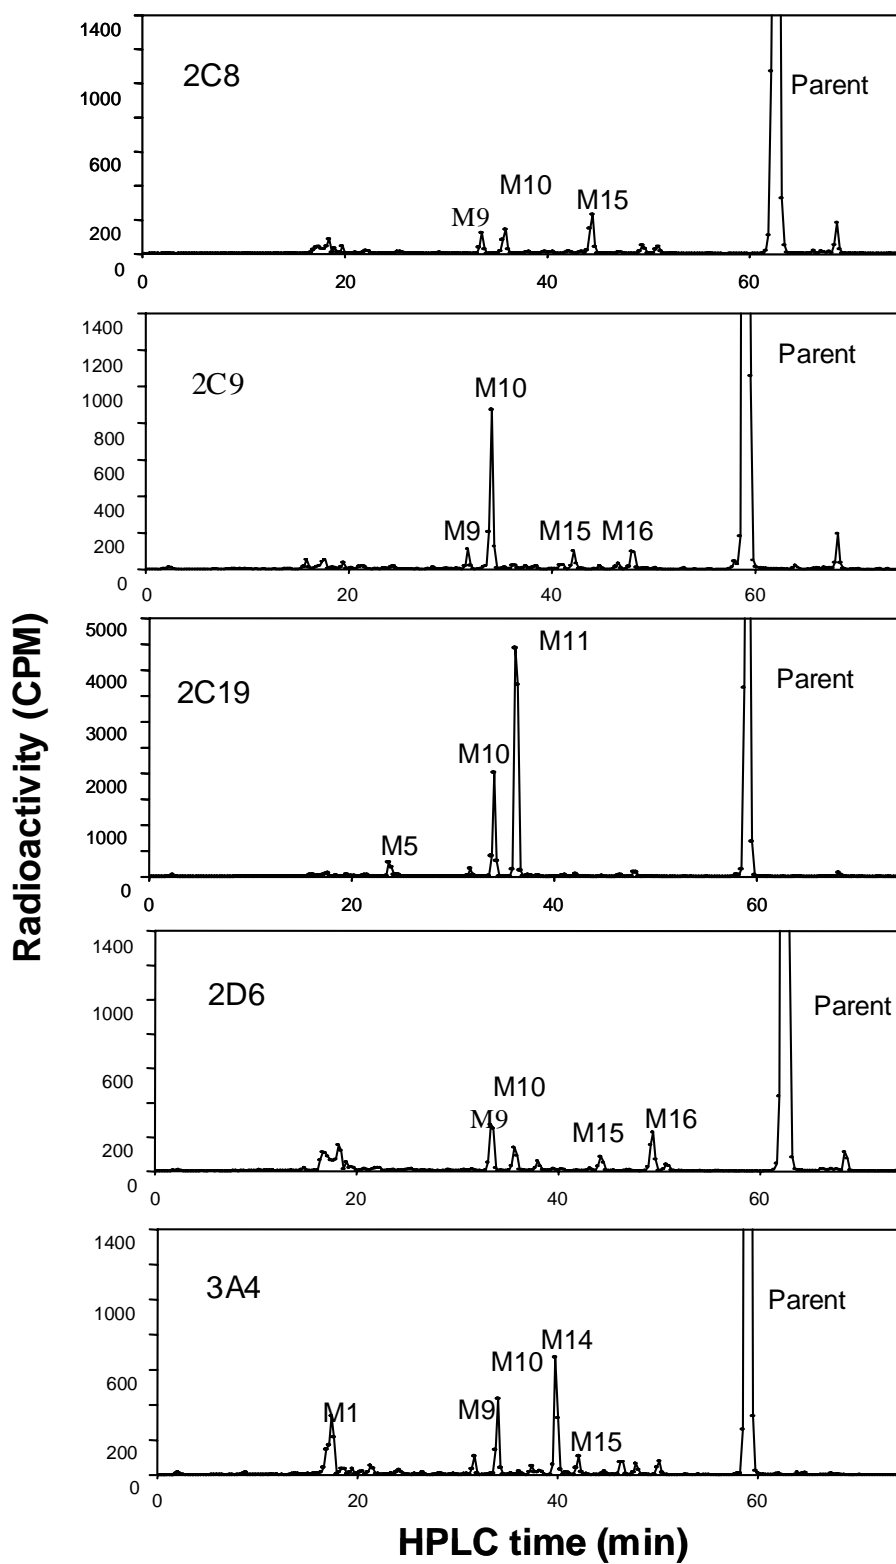 1400
2C8
Parent
1000
600
M10
M9
M15
200
0
0
20
40
60
1400
Parent
1200
2C9
M10
1000
800
600
400
M9
M15
M16
200
0
0
20
40
60
5000
M11
4000
2C19
Parent
3000
M10
2000
M5
1000
0
0
20
40
60
Radioactivity (CPM)
1400
2D6
Parent
1000
600
M10
M9
M15
M16
200
0
0
20
40
60
1400
3A4
Parent
1000
M14
M10
600
M1
M9
M15
200
0
0
20
40
60
HPLC time (min)